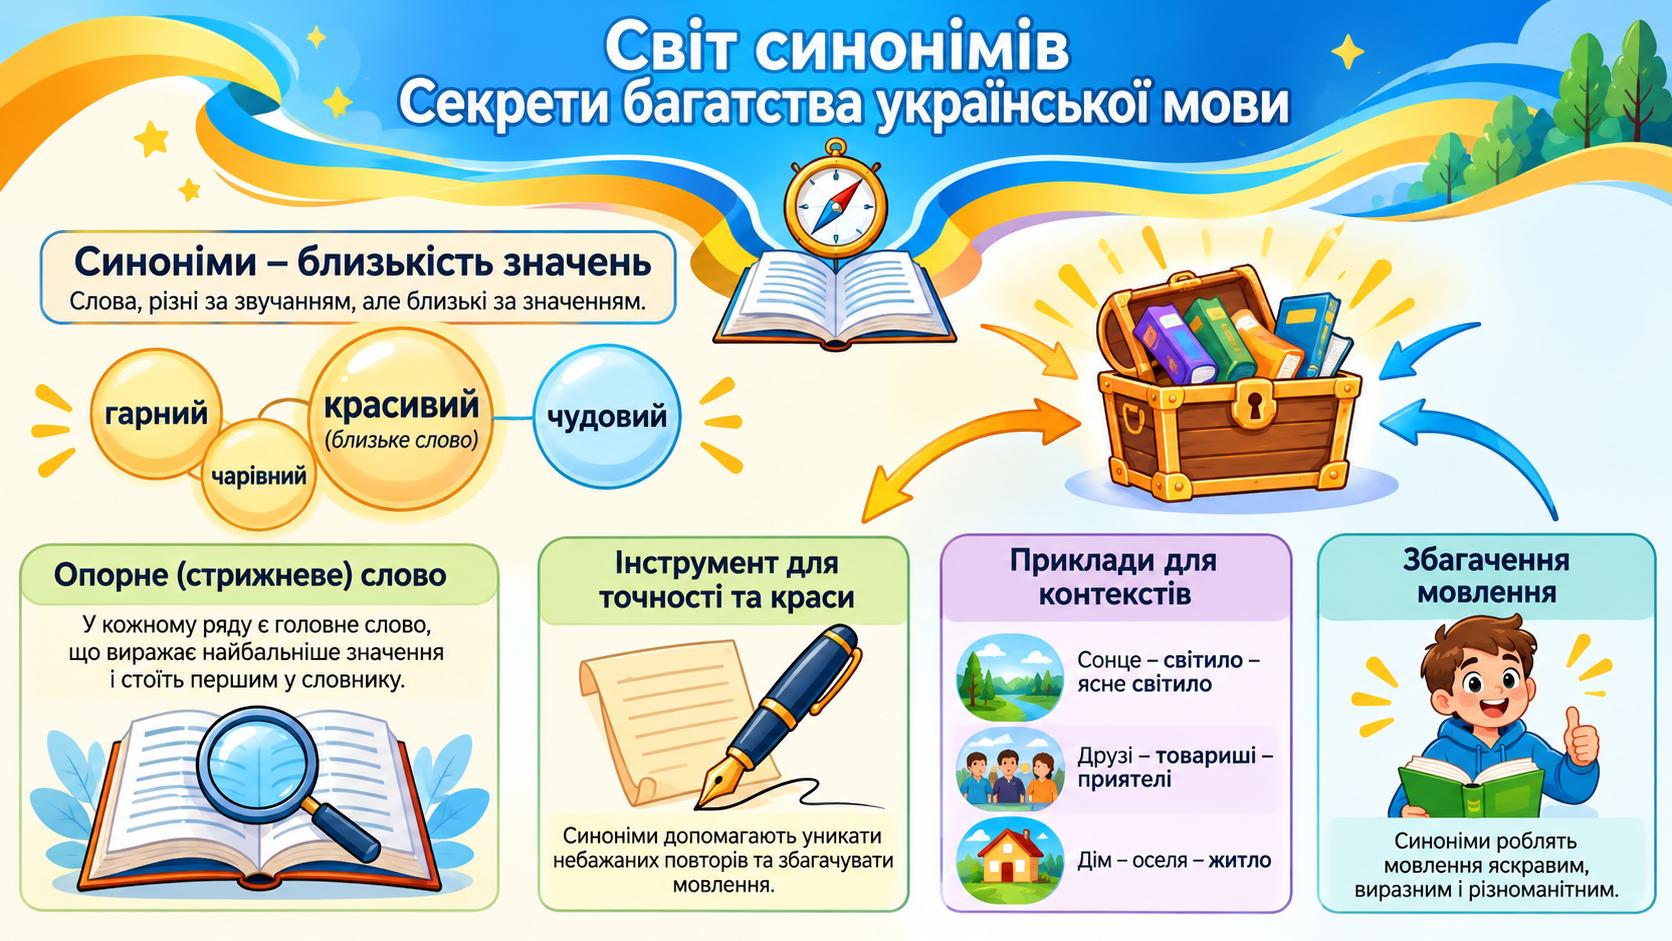 Світ синонімів
Секрети багатства української мови
Синоніми – близькість значень
Слова, різні за звучанням, але близькі за значенням.
гарний
чарівний
красивий
(близьке слово)
чудовий
Опорне (стрижневе) слово
У кожному ряду є головне слово,
що виражає найбальніше значення
і стоїть першим у словнику.
Інструмент для
точності та краси
Синоніми допомагають уникати
небажаних повторів та збагачувати
мовлення.
Приклади для
контекстів
Сонце – світило –
ясне світило
Друзі – товариші –
приятелі
Дім – оселя – житло
Збагачення
мовлення
Синоніми роблять
мовлення яскравим,
виразним і різноманітним.